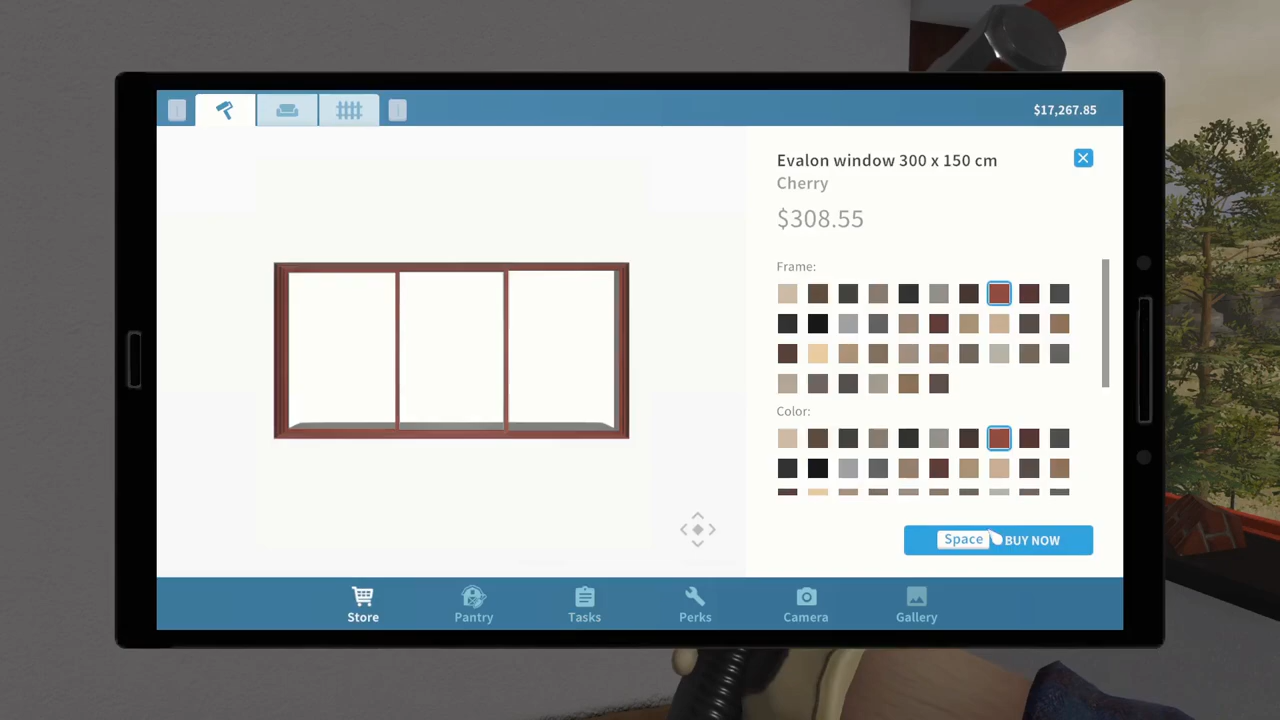 $17,267.85
Evalon window 300 x 150 cm
Cherry
$308.55
Frame:
Color:
Space BUY NOW
Store Pantry Tasks Perks Camera Gallery